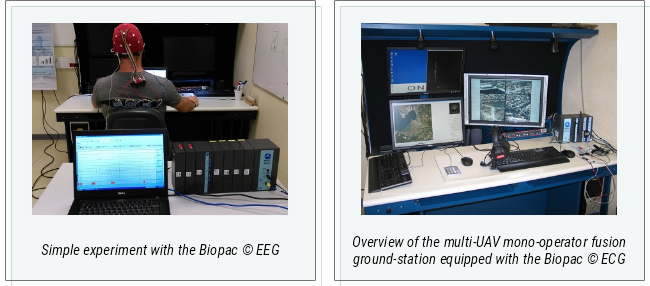 Simple experiment with the Biopac © EEG
Overview of the multi-UAV mono-operator fusion
ground-station equipped with the Biopac © ECG